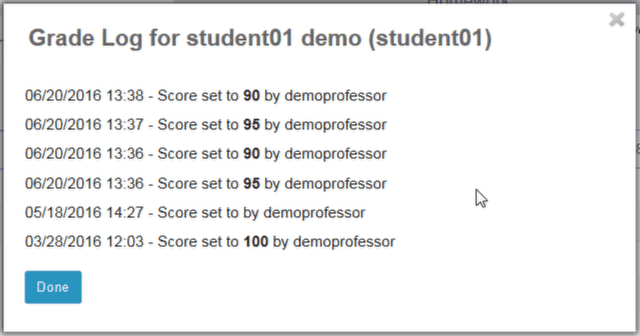 Homework
Grade Log for student01 demo (student01)
06/20/2016 13:38 - Score set to 90 by demoprofessor
06/20/2016 13:37 - Score set to 95 by demoprofessor
06/20/2016 13:36 - Score set to 90 by demoprofessor
06/20/2016 13:36 - Score set to 95 by demoprofessor
05/18/2016 14:27 - Score set to by demoprofessor
03/28/2016 12:03 - Score set to 100 by demoprofessor
Done